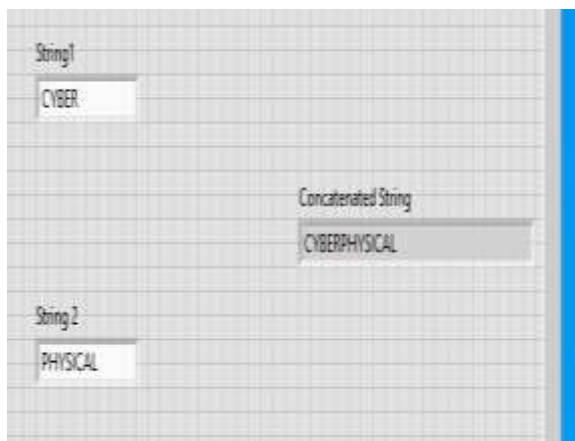 String1
CYBER
Concatenated String
CYBERPHYSICAL
String 2
PHYSICAL